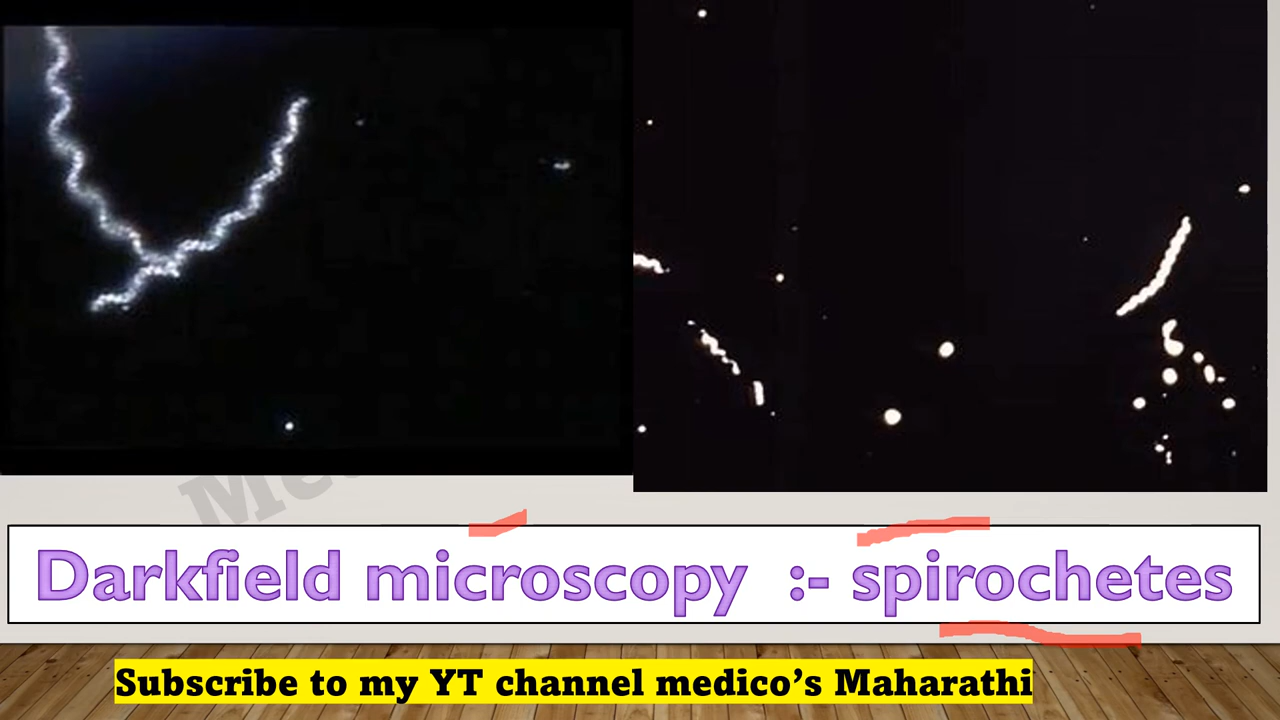 Darkfield microscopy :- spirochetes
Subscribe to my YT channel medico’s Maharathi